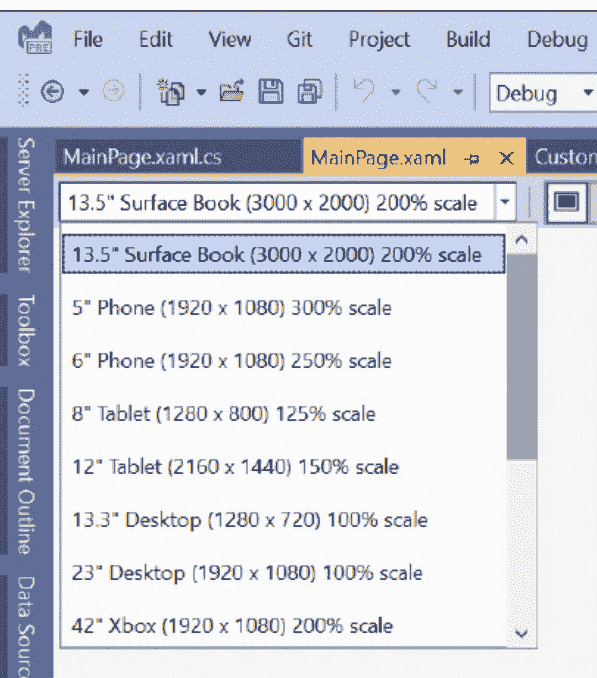 PRE
File Edit View Git Project Build Debug
Debug
MainPage.xaml.cs MainPage.xaml Custom
13.5" Surface Book (3000 x 2000) 200% scale
13.5" Surface Book (3000 x 2000) 200% scale
5" Phone (1920 x 1080) 300% scale
6" Phone (1920 x 1080) 250% scale
8" Tablet (1280 x 800) 125% scale
12" Tablet (2160 x 1440) 150% scale
13.3" Desktop (1280 x 720) 100% scale
23" Desktop (1920 x 1080) 100% scale
42" Xbox (1920 x 1080) 200% scale
Server Explorer
Toolbox
Document Outline
Data Sourc